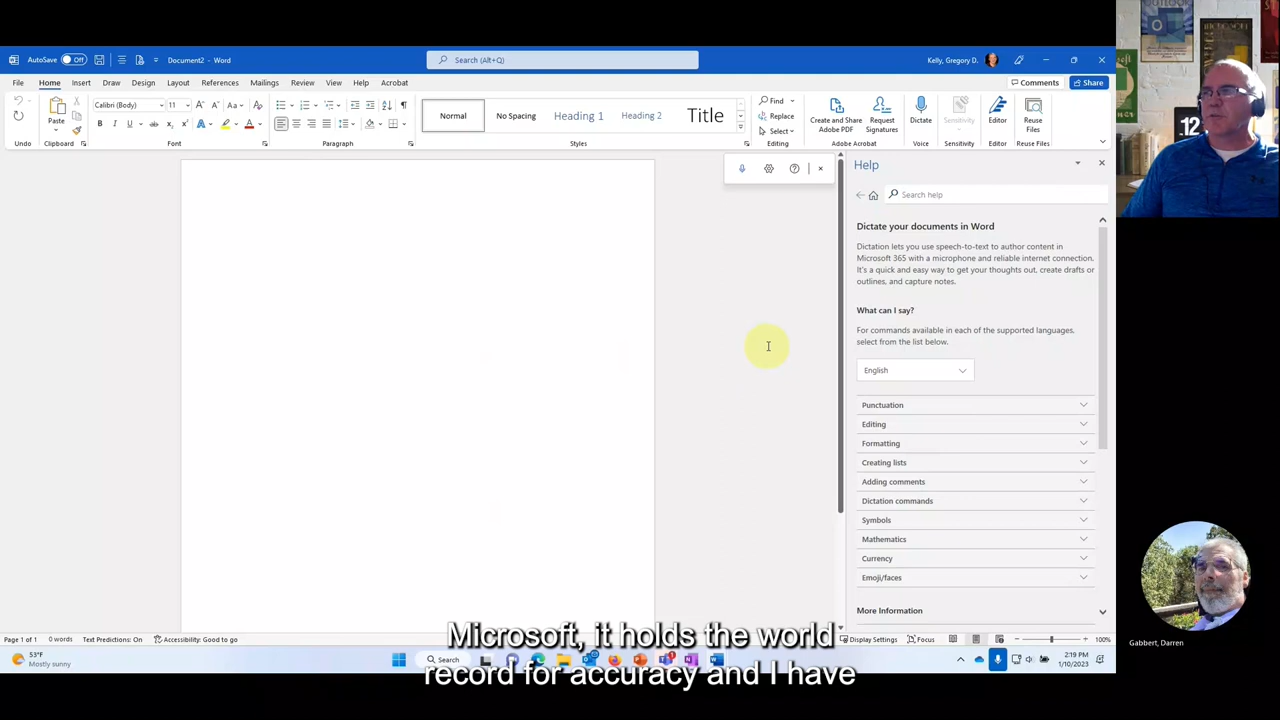 AutoSave Off Document2 - Word Search (Alt+Q) Kelly, Gregory D.
File Home Insert Draw Design Layout References Mailings Review View Help Acrobat Comments Share
Calibri (Body) 11 Aa
Paste
Normal No Spacing Heading 1 Heading 2 Title
Find
Replace
Select
Create and Share
Adobe PDF
Request
Signatures
Dictate
Sensitivity
Editor
Reuse
Files
Undo Clipboard Font Paragraph Styles Editing Adobe Acrobat Voice Sensitivity Editor Reuse Files
OUTLOOK
12
Help
Search help
Dictate your documents in Word
Dictation lets you use speech-to-text to author content in
Microsoft 365 with a microphone and reliable internet connection.
It's a quick and easy way to get your thoughts out, create drafts or
outlines, and capture notes.
What can I say?
For commands available in each of the supported languages,
select from the list below.
English
Punctuation
Editing
Formatting
Creating lists
Adding comments
Dictation commands
Symbols
Mathematics
Currency
Emoji/faces
More Information
Page 1 of 1 0 words Text Predictions: On Accessibility: Good to go Display Settings Focus 100%
Microsoft, it holds the world
record for accuracy and I have
53°F
Mostly sunny
Search
2:19 PM
1/10/2023
Gabbert, Darren